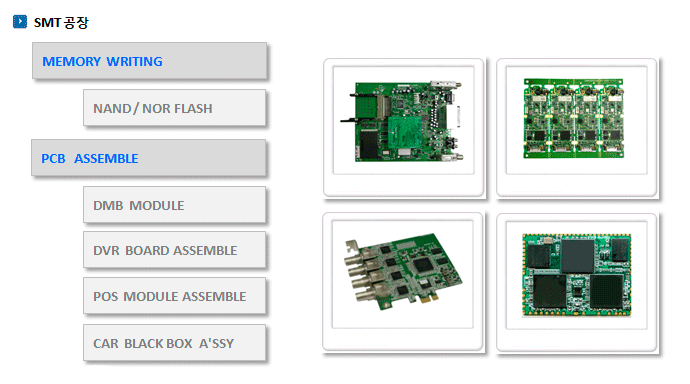 SMT 공장
MEMORY WRITING
NAND / NOR FLASH
PCB ASSEMBLE
DMB MODULE
DVR BOARD ASSEMBLE
POS MODULE ASSEMBLE
CAR BLACK BOX A'SSY